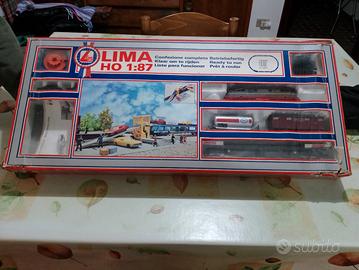 LIMA
HO 1:87
Confezione completa Betriebsfertig
Klaar om te rijden Ready to run
Listo para funcionar Prêt à rouler
subito